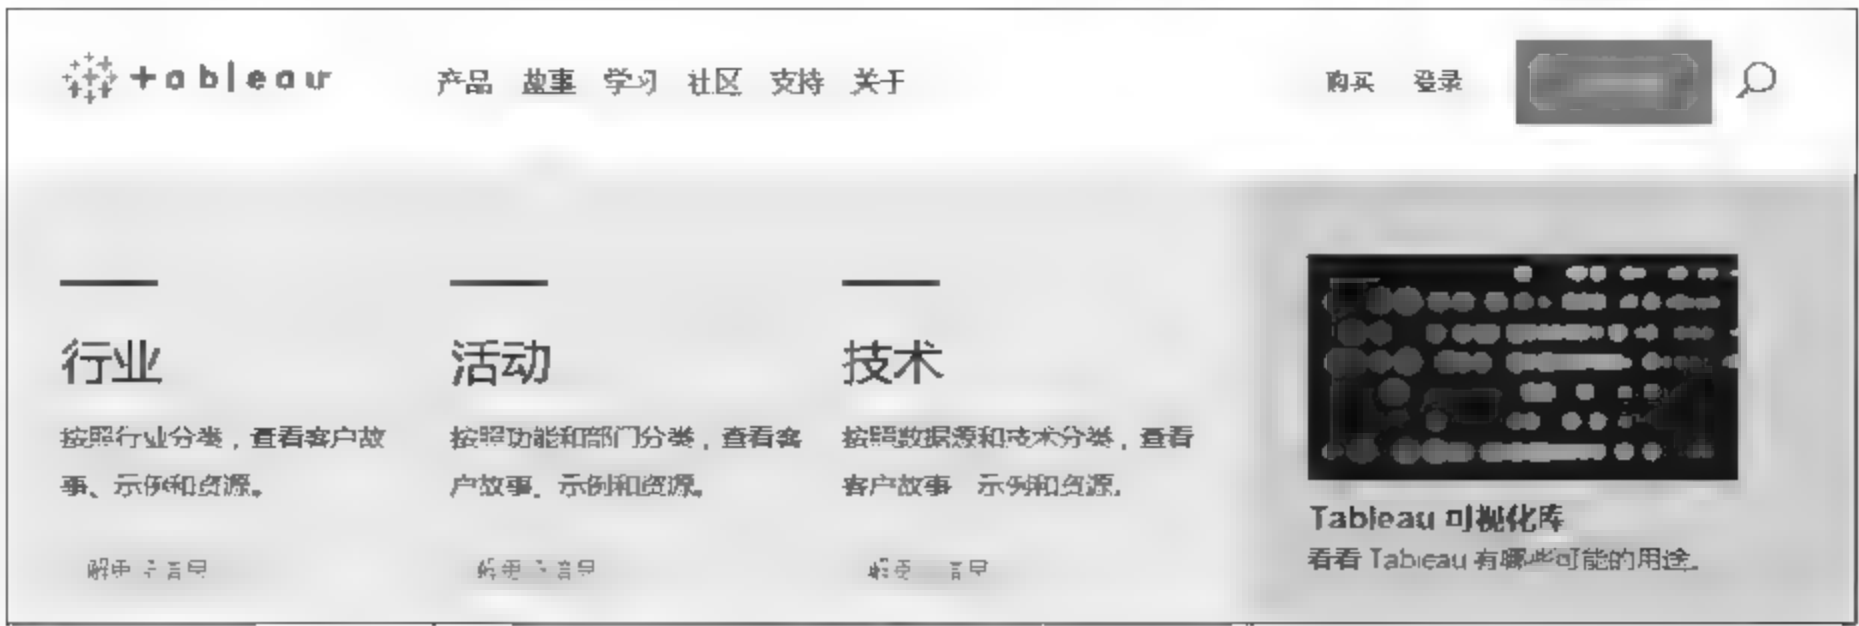 tableau 产品 故事 学习 社区 支持 关于 购买 登录
行业
按照行业分类，查看客户故
事、示例和资源。
活动
按照功能和部门分类，查看客
户故事、示例和资源。
技术
按照数据源和技术分类，查看
客户故事、示例和资源。
Tableau 可视化库
看看 Tableau 有哪些可能的用途。